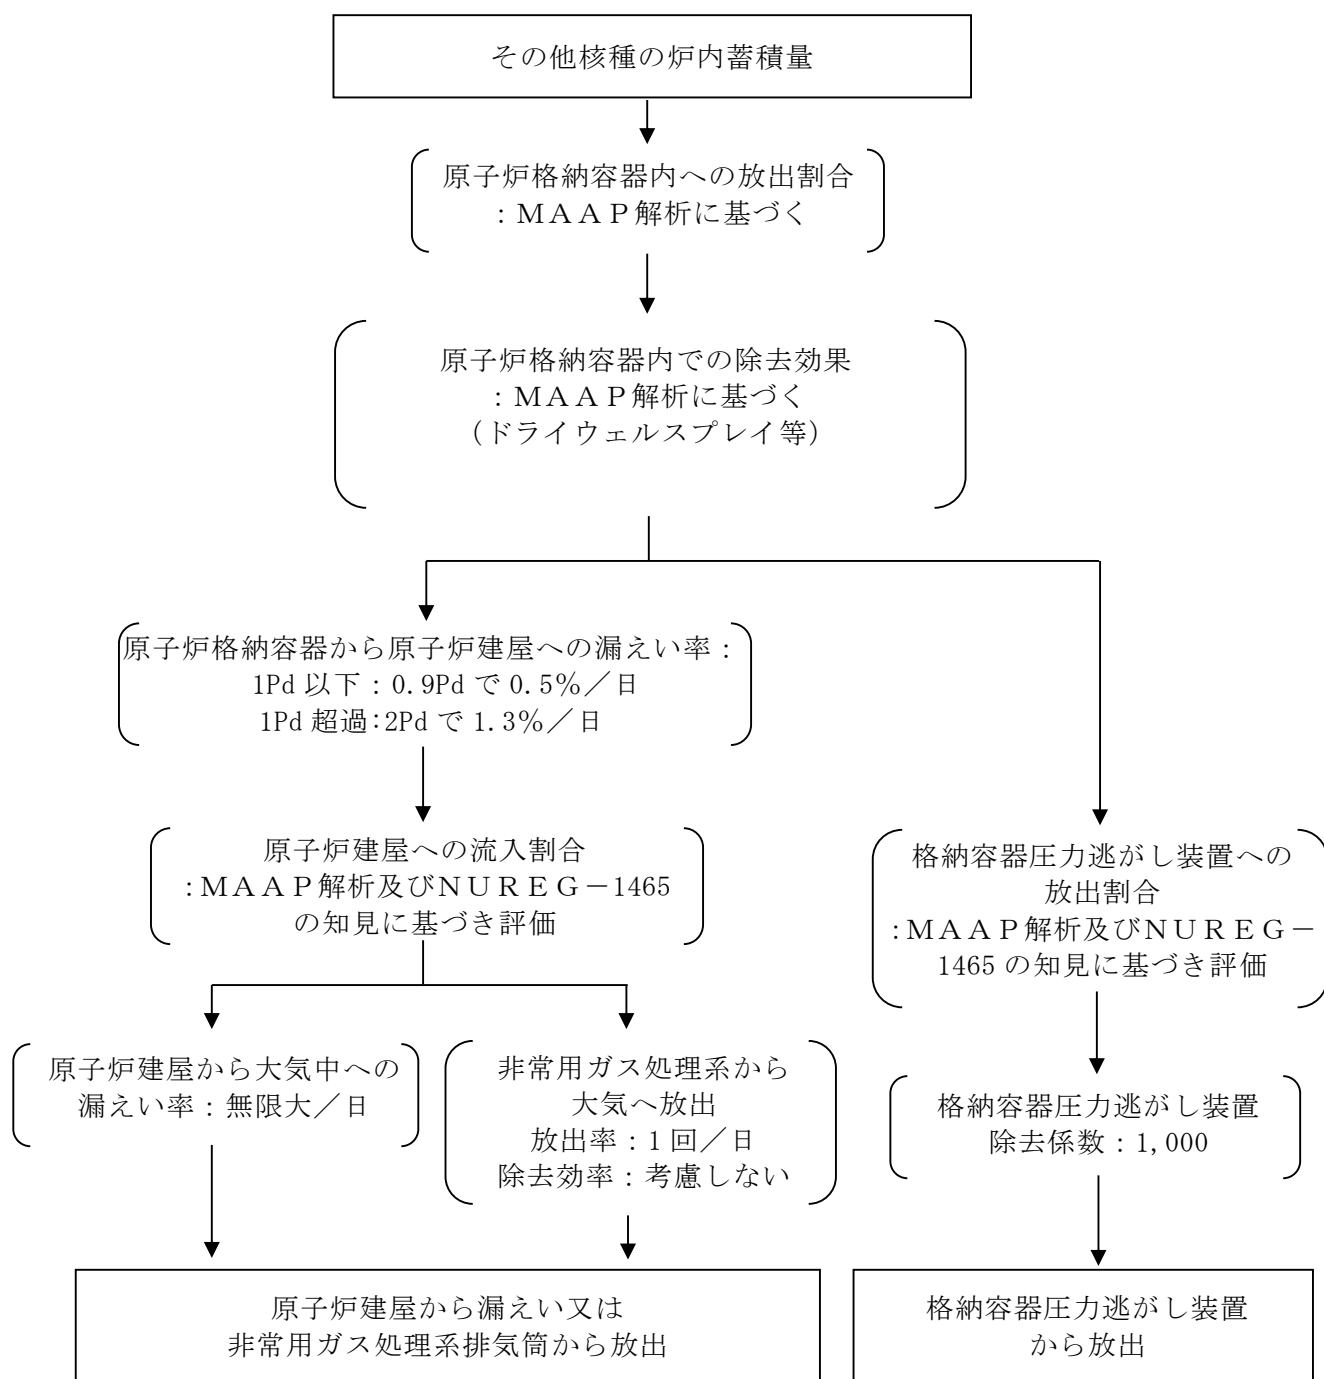 その他核種の炉内蓄積量
原子炉格納容器内への放出割合
：ＭＡＡＰ解析に基づく
原子炉格納容器内での除去効果
：ＭＡＡＰ解析に基づく
（ドライウェルスプレイ等）
原子炉格納容器から原子炉建屋への漏えい率：
1Pd 以下：0.9Pd で 0.5％／日
1Pd 超過：2Pd で 1.3％／日
原子炉建屋への流入割合
：ＭＡＡＰ解析及びＮＵＲＥＧ－1465
の知見に基づき評価
格納容器圧力逃がし装置への
放出割合
：ＭＡＡＰ解析及びＮＵＲＥＧ－
1465 の知見に基づき評価
原子炉建屋から大気中への
漏えい率：無限大／日
非常用ガス処理系から
大気へ放出
放出率：1 回／日
除去効率：考慮しない
格納容器圧力逃がし装置
除去係数：1,000
原子炉建屋から漏えい又は
非常用ガス処理系排気筒から放出
格納容器圧力逃がし装置
から放出